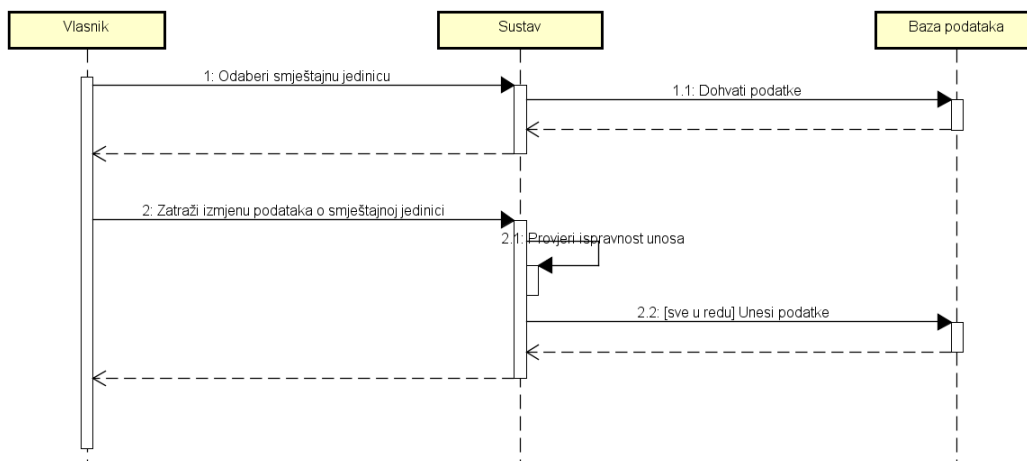 Vlasnik
Sustav
Baza podataka
1: Odaberi smještajnu jedinicu
1.1: Dohvati podatke
2: Zatraži izmjenu podataka o smještajnoj jedinici
2.1: Provjeri ispravnost unosa
2.2: [sve u redu] Unesi podatke